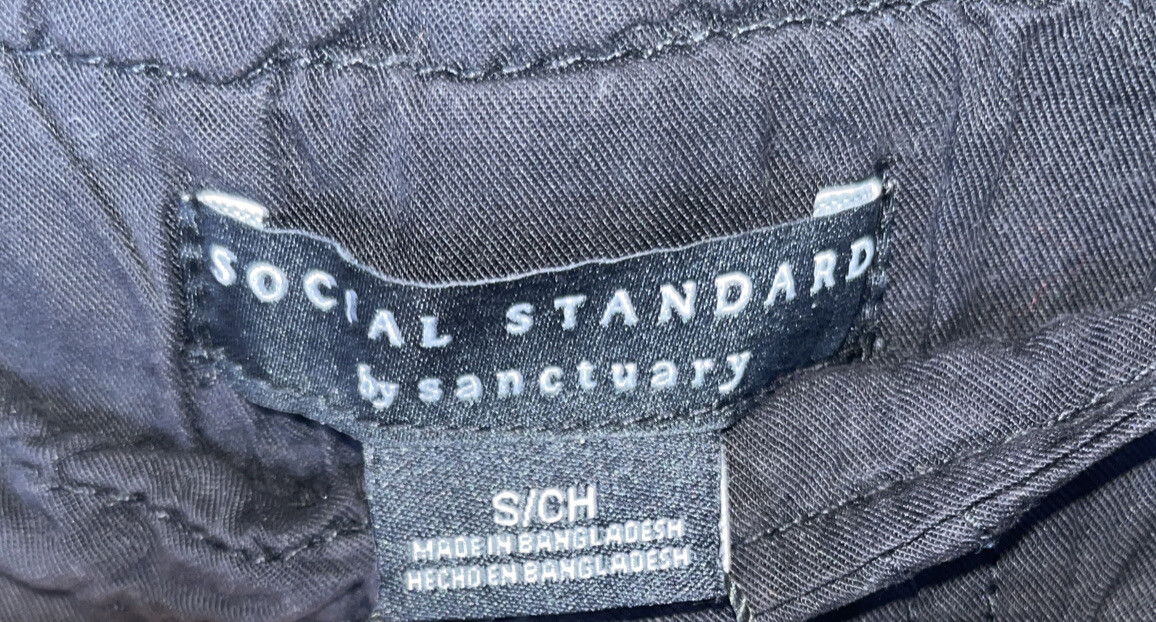 SOCIAL STANDARD
by sanctuary
S/CH
MADE IN BANGLADESH
HECHO EN BANGLADESH